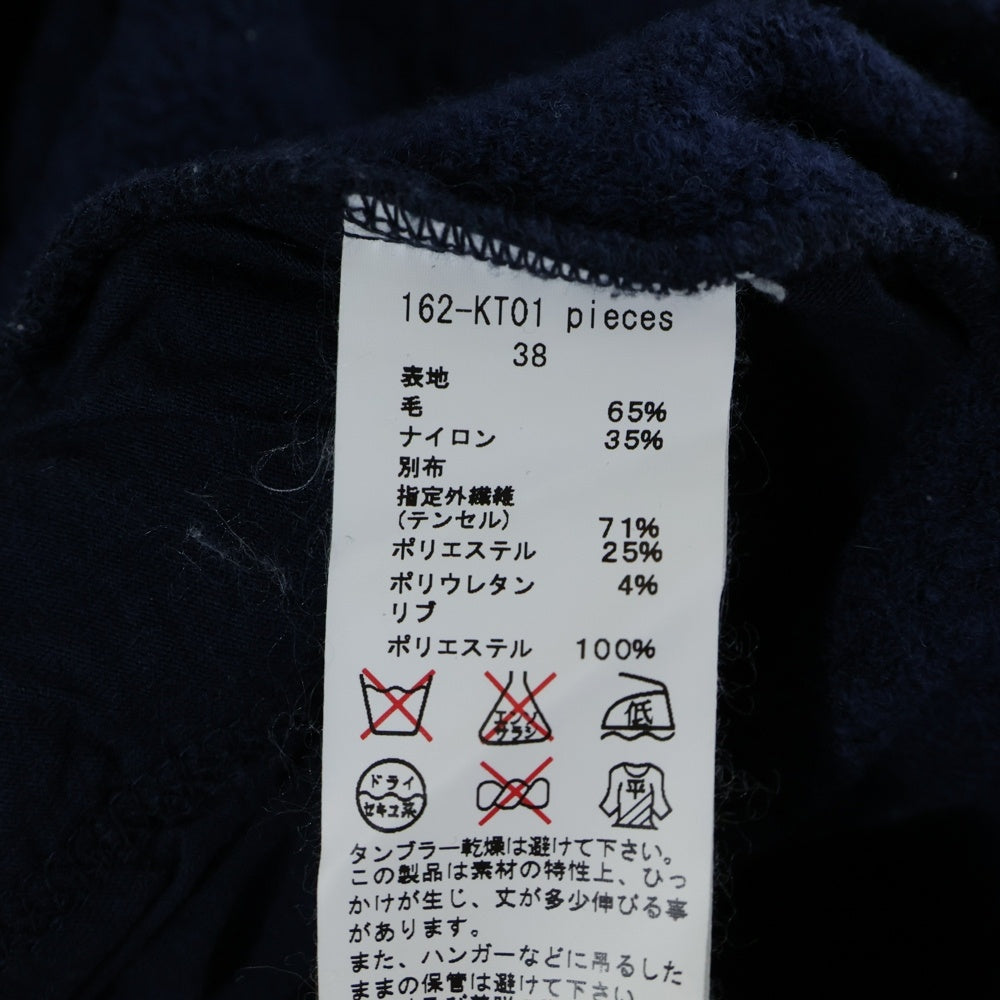 162-KT01 pieces
38
表地
毛 65%
ナイロン 35%
別布
指定外繊維
(テンセル) 71%
ポリエステル 25%
ポリウレタン 4%
リブ
ポリエステル 100%
エンソ
サラシ
低
ドライ
セキユ系
平
タンブラー乾燥は避けて下さい。
この製品は素材の特性上、ひっ
かけが生じ、丈が多少伸びる事
があります。
また、ハンガーなどに吊るした
ままの保管は避けて下さい。